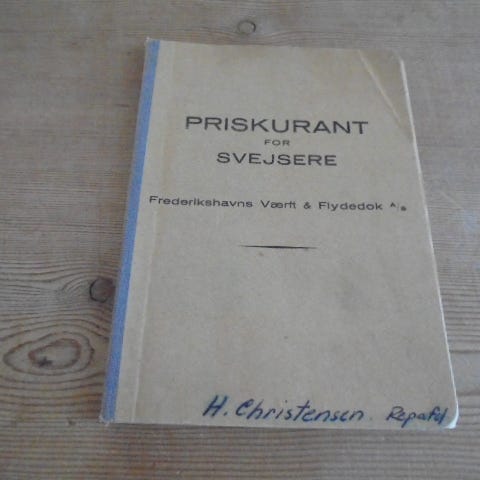 PRISKURANT
FOR
SVEJSERE
Frederikshavns Værft & Flydedok A/S
H. Christensen. Repafd